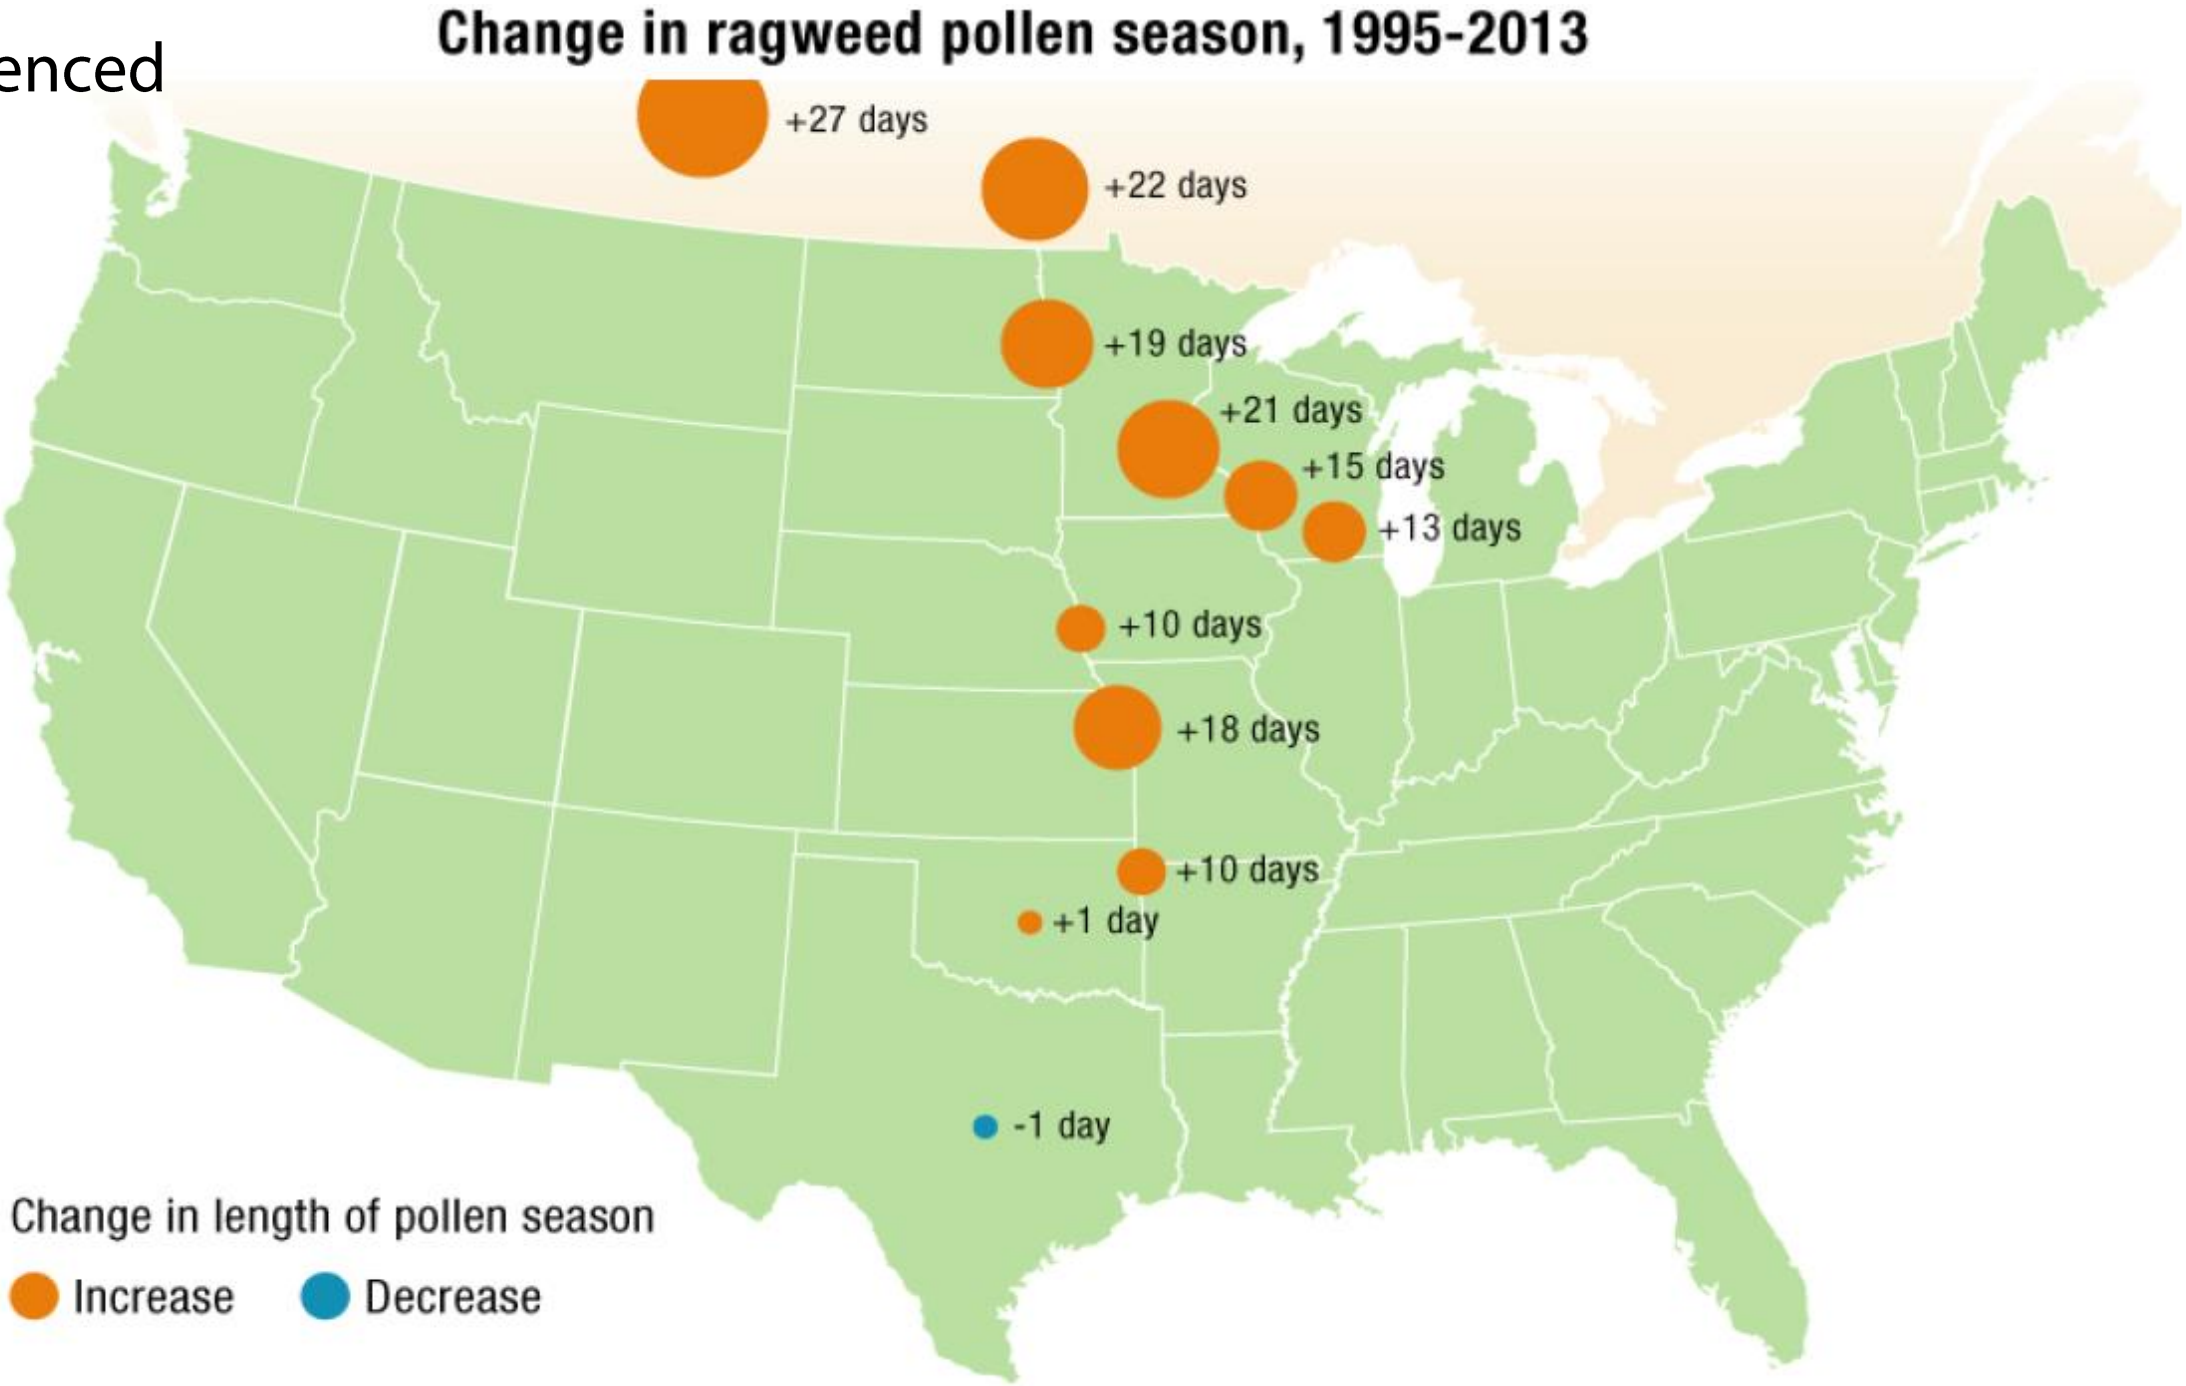 Change in ragweed pollen season, 1995-2013
enced
+27 days
+22 days
+19 days
+21 days
+15 days
+13 days
+10 days
+18 days
+10 days
+1 day
-1 day
Change in length of pollen season
Increase Decrease